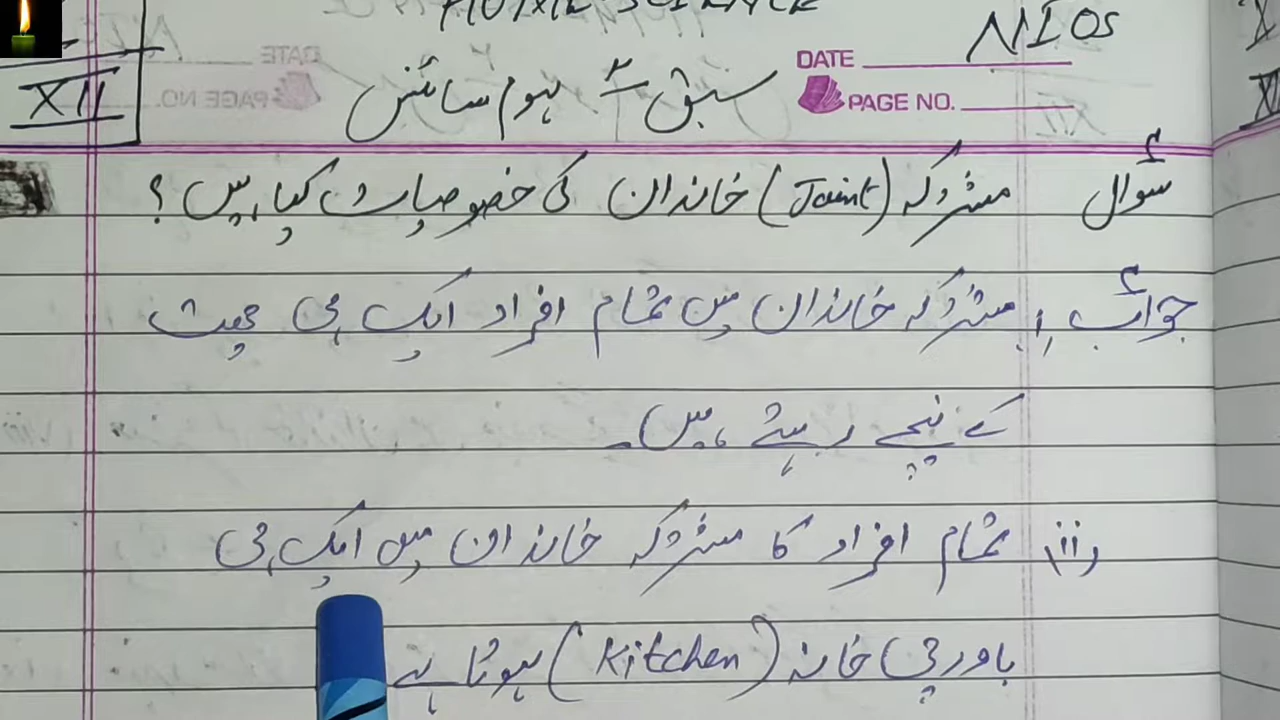 HOME SCIENCE
NIOS
DATE
PAGE NO.
XII
سبق ۲ ہوم سائنس
سوال مشترکہ (Joint) خاندان کی خصوصیات کیا ہیں؟
جواب i مشترکہ خاندان میں تمام افراد ایک ہی چھت
کے نیچے رہتے ہیں۔
ii) تمام افراد کا مشترکہ خاندان میں ایک ہی
باورچی خانہ (Kitchen) ہوتا ہے